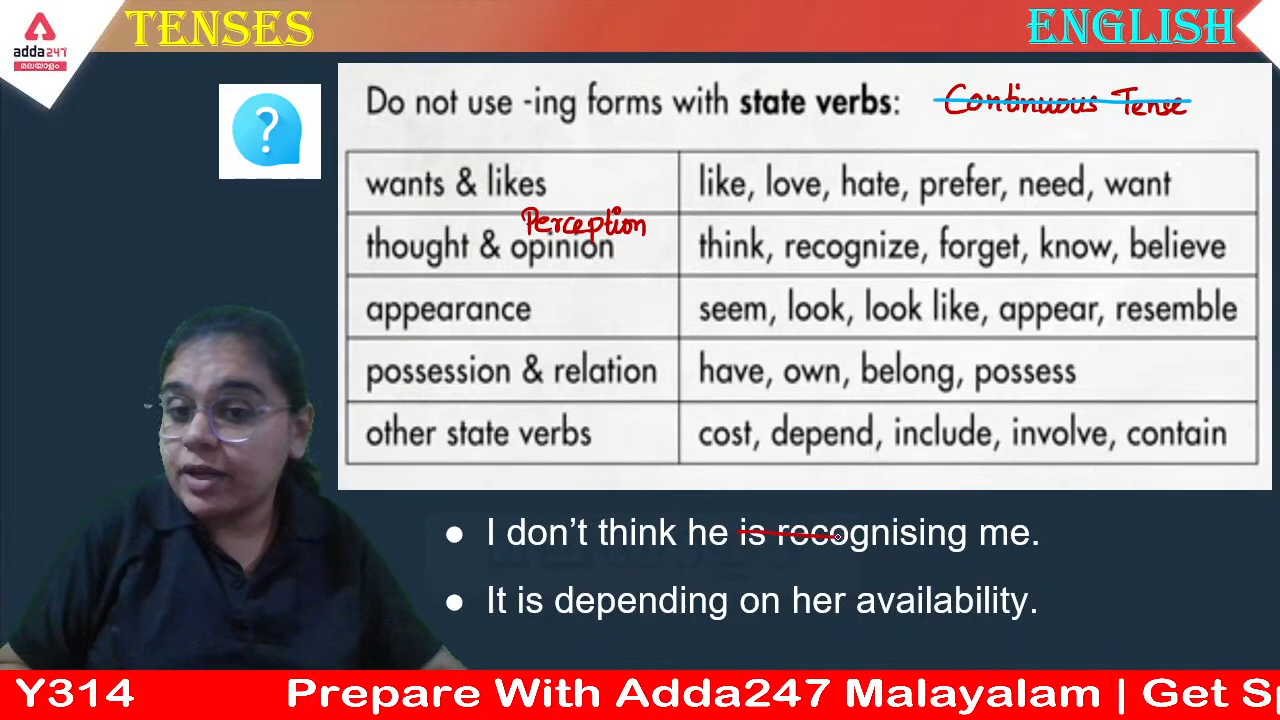 TENSES
ENGLISH
adda247
മലയാളം
Do not use -ing forms with state verbs: Continuous Tense
wants & likes
like, love, hate, prefer, need, want
Perception
thought & opinion
think, recognize, forget, know, believe
appearance
seem, look, look like, appear, resemble
possession & relation
have, own, belong, possess
other state verbs
cost, depend, include, involve, contain
• I don't think he is recognising me.
• It is depending on her availability.
Y314 Prepare With Adda247 Malayalam | Get Sp